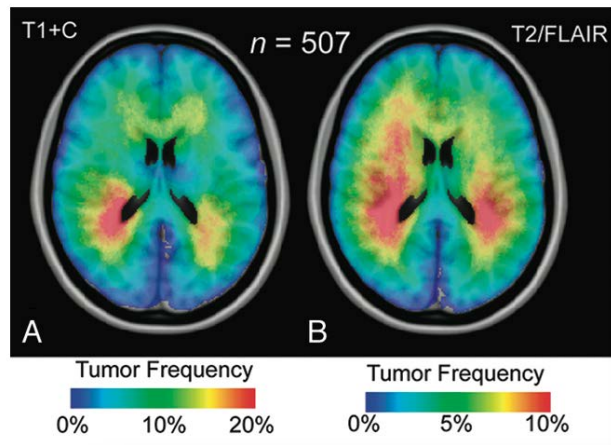 T1+C
n = 507
T2/FLAIR
A
B
Tumor Frequency
0% 10% 20%
Tumor Frequency
0% 5% 10%